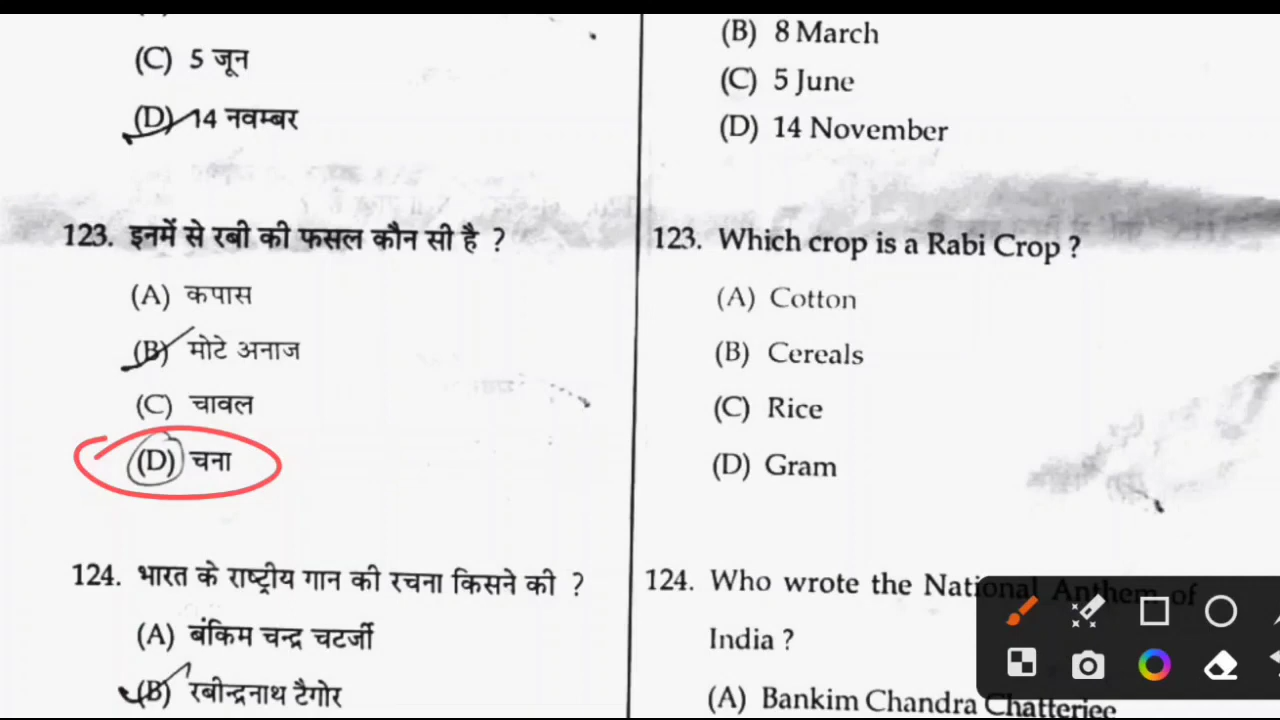 (C) 5 जून
(D) 14 नवम्बर
123. इनमें से रबी की फसल कौन सी है ?
(A) कपास
(B) मोटे अनाज
(C) चावल
(D) चना
124. भारत के राष्ट्रीय गान की रचना किसने की ?
(A) बंकिम चन्द्र चटर्जी
(B) रबीन्द्रनाथ टैगोर
(B) 8 March
(C) 5 June
(D) 14 November
123. Which crop is a Rabi Crop ?
(A) Cotton
(B) Cereals
(C) Rice
(D) Gram
124. Who wrote the National Anthem of
India ?
(A) Bankim Chandra Chatterjee